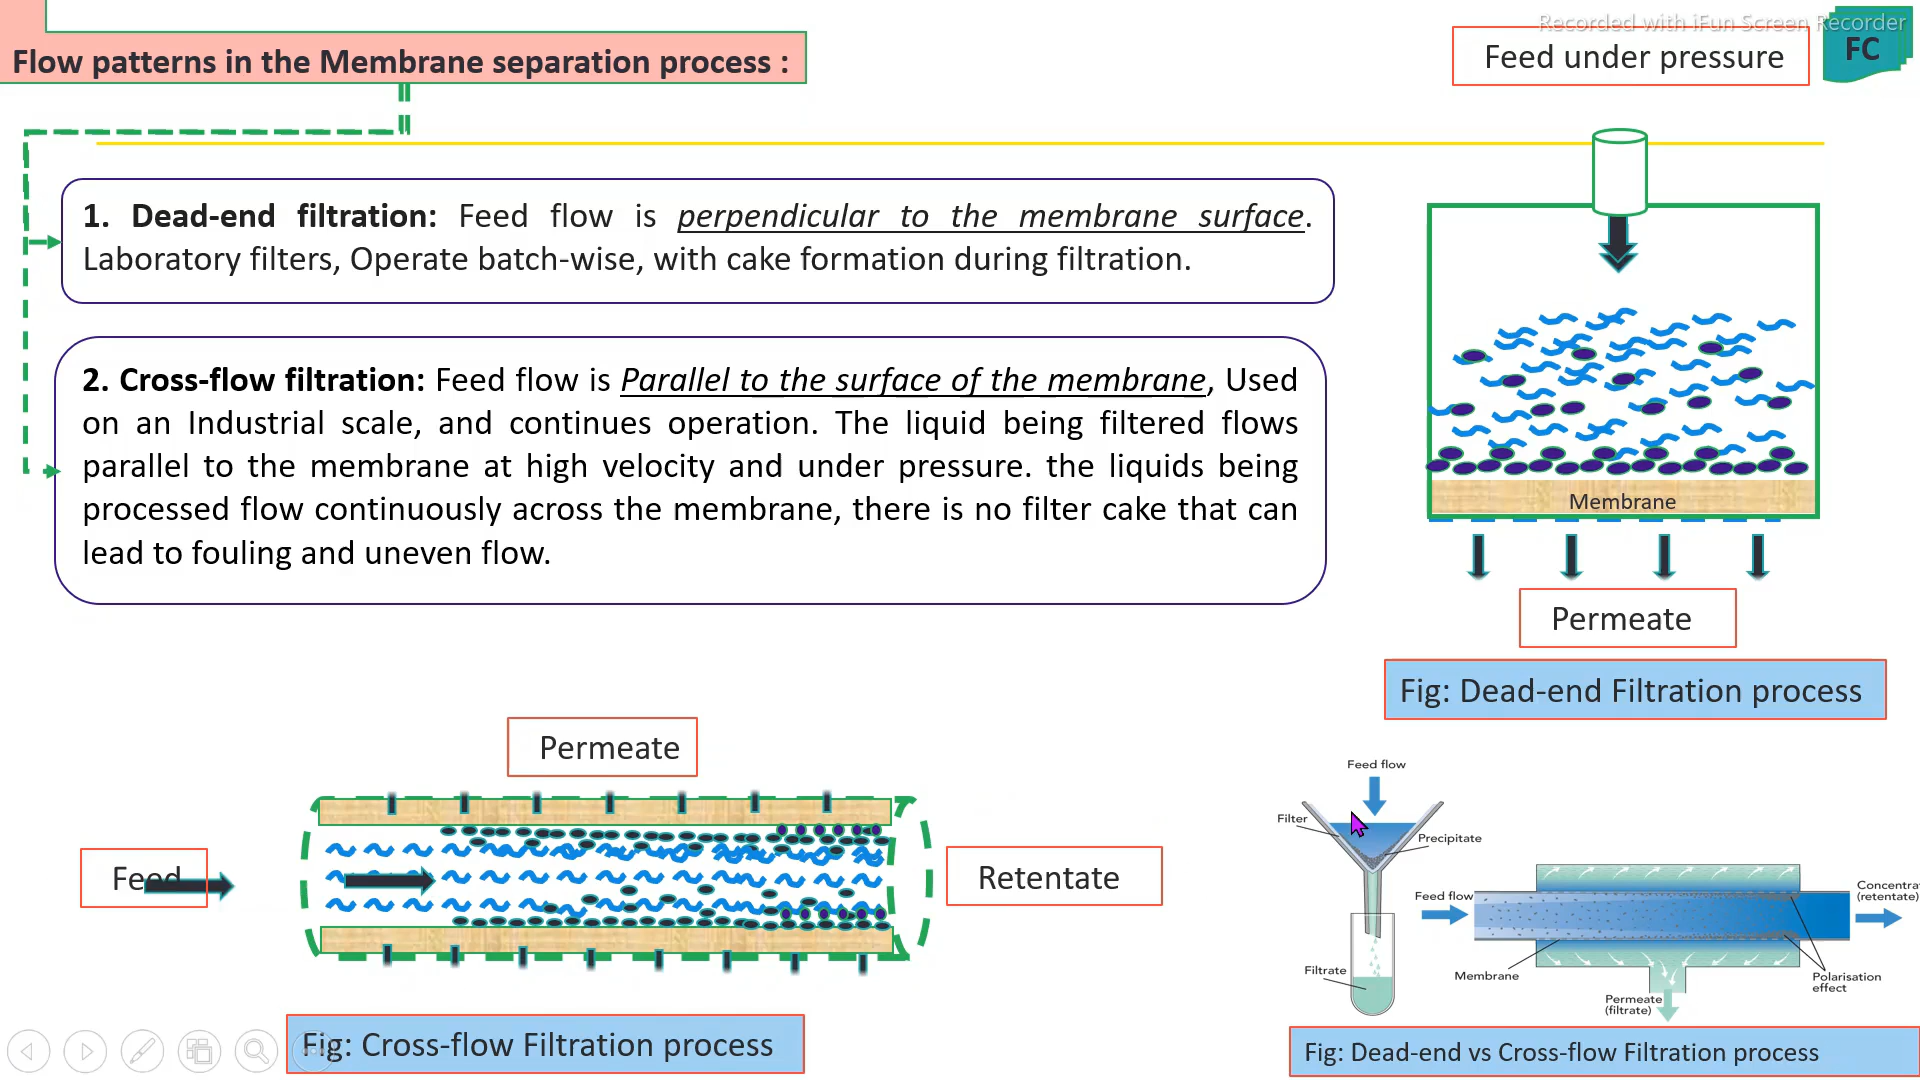 Recorded with iFun Screen Recorder
FC
Flow patterns in the Membrane separation process :
Feed under pressure
1. Dead-end filtration: Feed flow is perpendicular to the membrane surface.
Laboratory filters, Operate batch-wise, with cake formation during filtration.
2. Cross-flow filtration: Feed flow is Parallel to the surface of the membrane, Used
on an Industrial scale, and continues operation. The liquid being filtered flows
parallel to the membrane at high velocity and under pressure. the liquids being
processed flow continuously across the membrane, there is no filter cake that can
lead to fouling and uneven flow.
Membrane
Permeate
Fig: Dead-end Filtration process
Permeate
Feed
Retentate
Fig: Cross-flow Filtration process
Feed flow
Filter
Precipitate
Filtrate
Feed flow
Concentra
(retentate)
Membrane
Polarisation
effect
Permeate
(filtrate)
Fig: Dead-end vs Cross-flow Filtration process